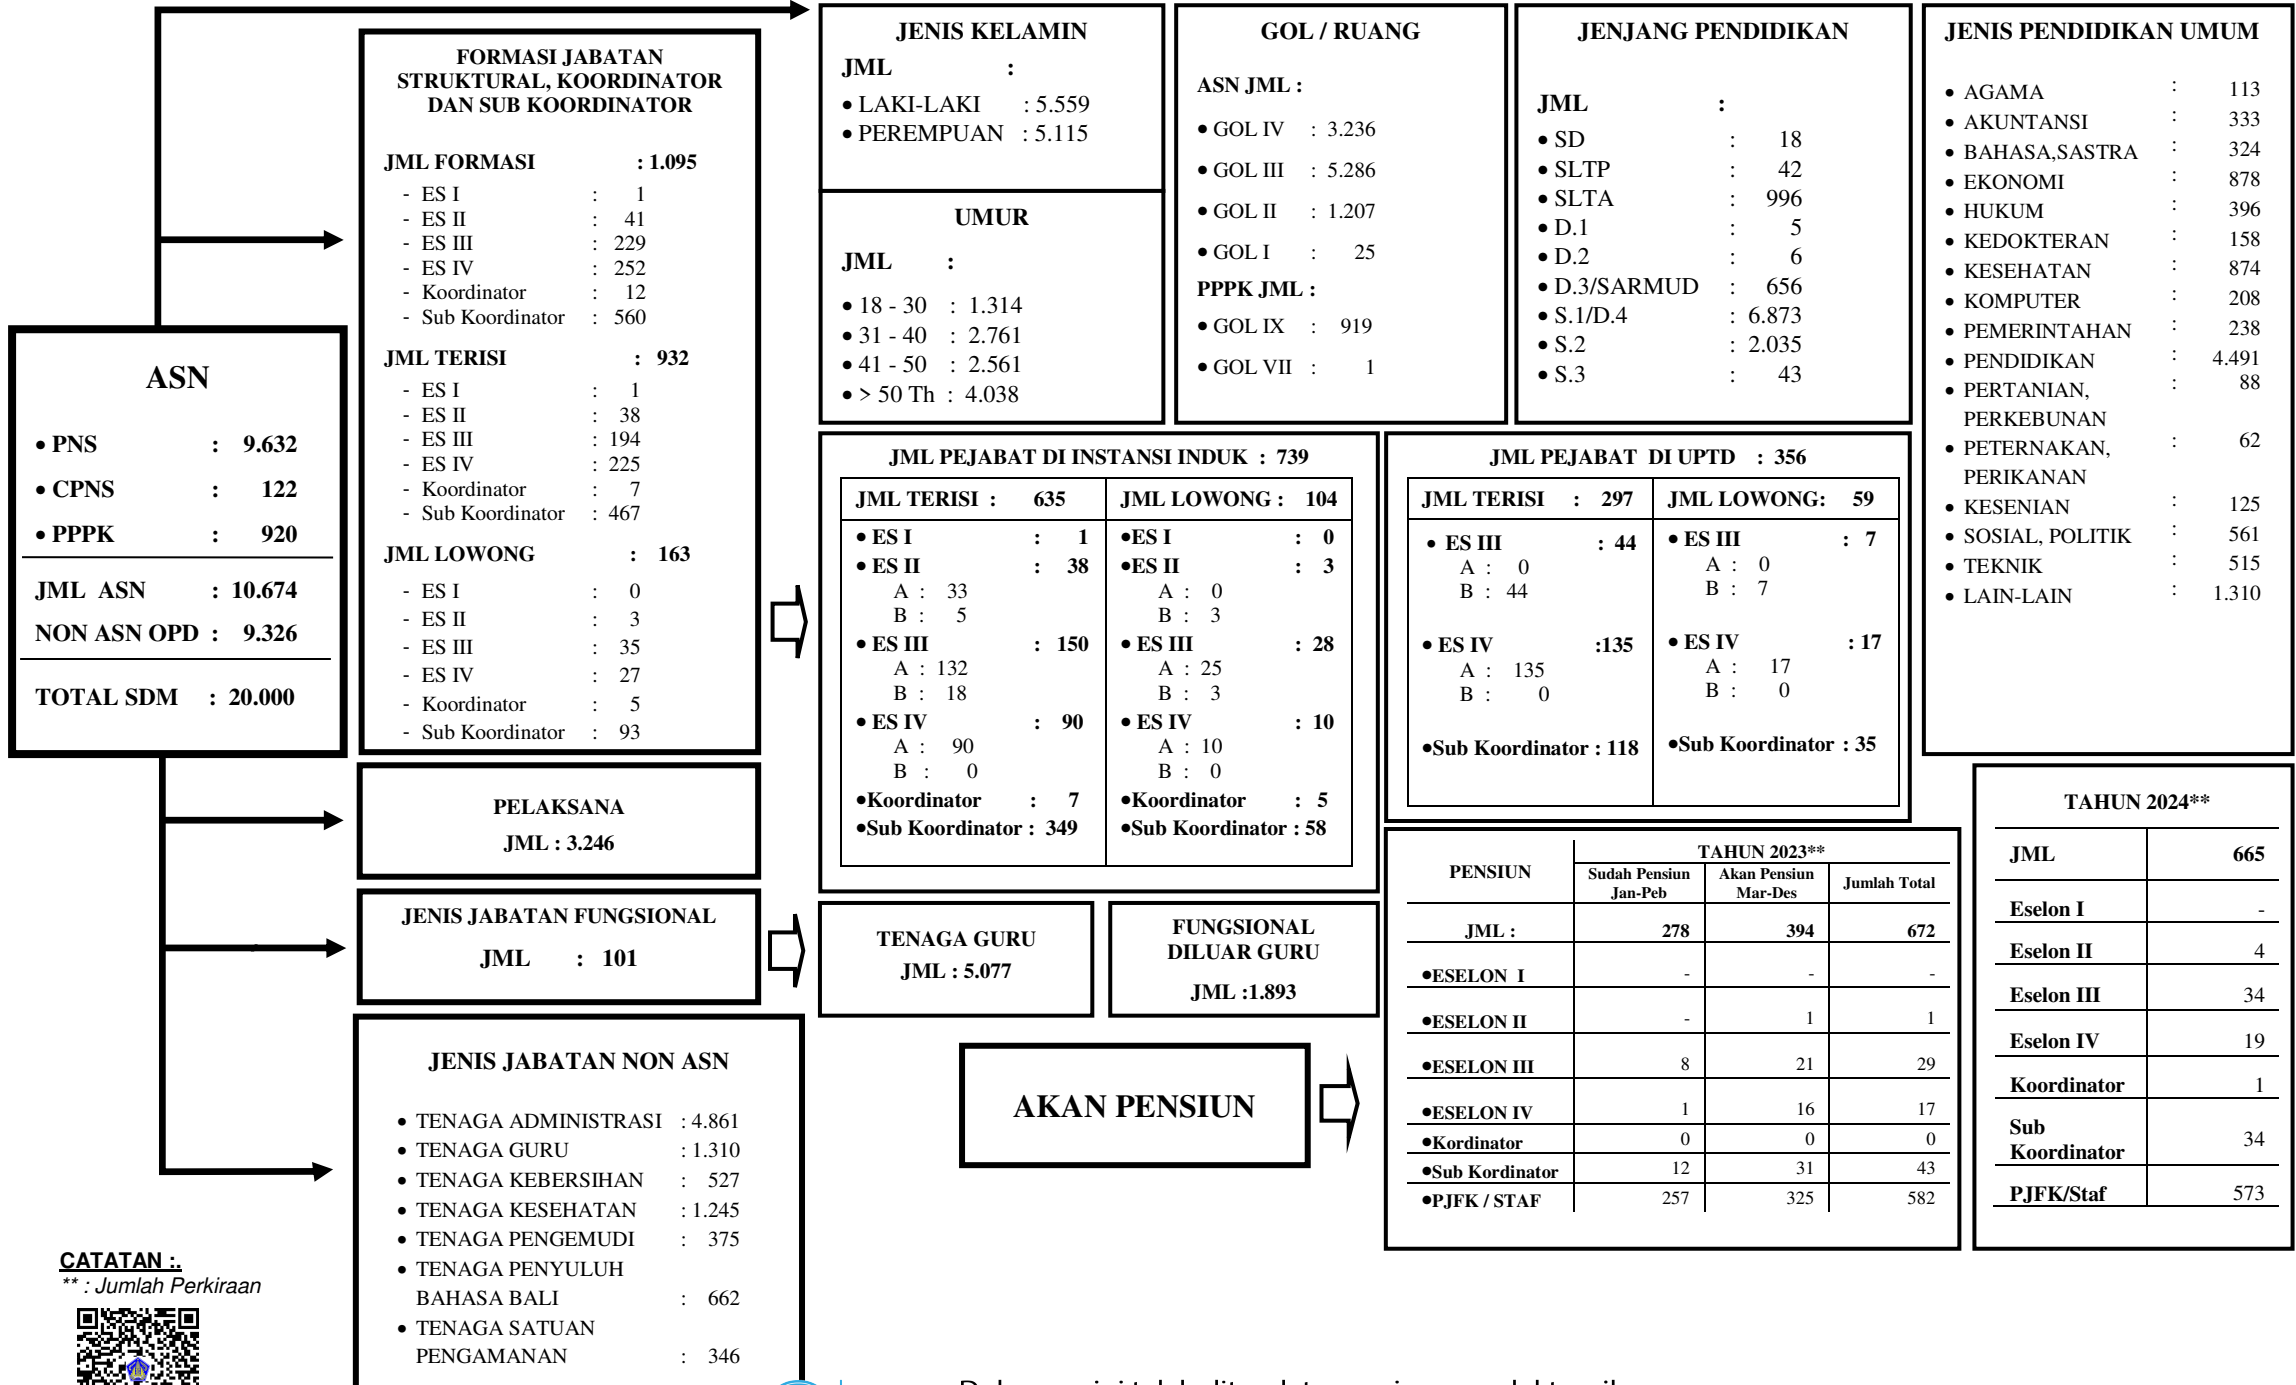 ASN
• PNS : 9.632
• CPNS : 122
• PPPK : 920
JML ASN : 10.674
NON ASN OPD : 9.326
TOTAL SDM : 20.000
FORMASI JABATAN
STRUKTURAL, KOORDINATOR
DAN SUB KOORDINATOR
JML FORMASI : 1.095
- ES I : 1
- ES II : 41
- ES III : 229
- ES IV : 252
- Koordinator : 12
- Sub Koordinator : 560
JML TERISI : 932
- ES I : 1
- ES II : 38
- ES III : 194
- ES IV : 225
- Koordinator : 7
- Sub Koordinator : 467
JML LOWONG : 163
- ES I : 0
- ES II : 3
- ES III : 35
- ES IV : 27
- Koordinator : 5
- Sub Koordinator : 93
PELAKSANA
JML : 3.246
JENIS JABATAN FUNGSIONAL
JML : 101
JENIS JABATAN NON ASN
• TENAGA ADMINISTRASI : 4.861
• TENAGA GURU : 1.310
• TENAGA KEBERSIHAN : 527
• TENAGA KESEHATAN : 1.245
• TENAGA PENGEMUDI : 375
• TENAGA PENYULUH
BAHASA BALI : 662
• TENAGA SATUAN
PENGAMANAN : 346
JENIS KELAMIN
JML :
• LAKI-LAKI : 5.559
• PEREMPUAN : 5.115
UMUR
JML :
• 18 - 30 : 1.314
• 31 - 40 : 2.761
• 41 - 50 : 2.561
• > 50 Th : 4.038
GOL / RUANG
ASN JML :
• GOL IV : 3.236
• GOL III : 5.286
• GOL II : 1.207
• GOL I : 25
PPPK JML :
• GOL IX : 919
• GOL VII : 1
JENJANG PENDIDIKAN
JML :
• SD : 18
• SLTP : 42
• SLTA : 996
• D.1 : 5
• D.2 : 6
• D.3/SARMUD : 656
• S.1/D.4 : 6.873
• S.2 : 2.035
• S.3 : 43
JENIS PENDIDIKAN UMUM
• AGAMA : 113
• AKUNTANSI : 333
• BAHASA,SASTRA : 324
• EKONOMI : 878
• HUKUM : 396
• KEDOKTERAN : 158
• KESEHATAN : 874
• KOMPUTER : 208
• PEMERINTAHAN : 238
• PENDIDIKAN : 4.491
• PERTANIAN, : 88
PERKEBUNAN
• PETERNAKAN, : 62
PERIKANAN
• KESENIAN : 125
• SOSIAL, POLITIK : 561
• TEKNIK : 515
• LAIN-LAIN : 1.310
JML PEJABAT DI INSTANSI INDUK : 739
JML TERISI : 635
• ES I : 1
• ES II : 38
A : 33
B : 5
• ES III : 150
A : 132
B : 18
• ES IV : 90
A : 90
B : 0
•Koordinator : 7
•Sub Koordinator : 349
JML LOWONG : 104
•ES I : 0
•ES II : 3
A : 0
B : 3
• ES III : 28
A : 25
B : 3
• ES IV : 10
A : 10
B : 0
•Koordinator : 5
•Sub Koordinator : 58
JML PEJABAT DI UPTD : 356
JML TERISI : 297
• ES III : 44
A : 0
B : 44
• ES IV :135
A : 135
B : 0
•Sub Koordinator : 118
JML LOWONG: 59
• ES III : 7
A : 0
B : 7
• ES IV : 17
A : 17
B : 0
•Sub Koordinator : 35
TENAGA GURU
JML : 5.077
FUNGSIONAL
DILUAR GURU
JML :1.893
AKAN PENSIUN
PENSIUN TAHUN 2023**
Sudah Pensiun Jan-Peb Akan Pensiun Mar-Des Jumlah Total
JML : 278 394 672
•ESELON I - - -
•ESELON II - 1 1
•ESELON III 8 21 29
•ESELON IV 1 16 17
•Kordinator 0 0 0
•Sub Kordinator 12 31 43
•PJFK / STAF 257 325 582
TAHUN 2024**
JML 665
Eselon I -
Eselon II 4
Eselon III 34
Eselon IV 19
Koordinator 1
Sub
Koordinator 34
PJFK/Staf 573
CATATAN :.
** : Jumlah Perkiraan